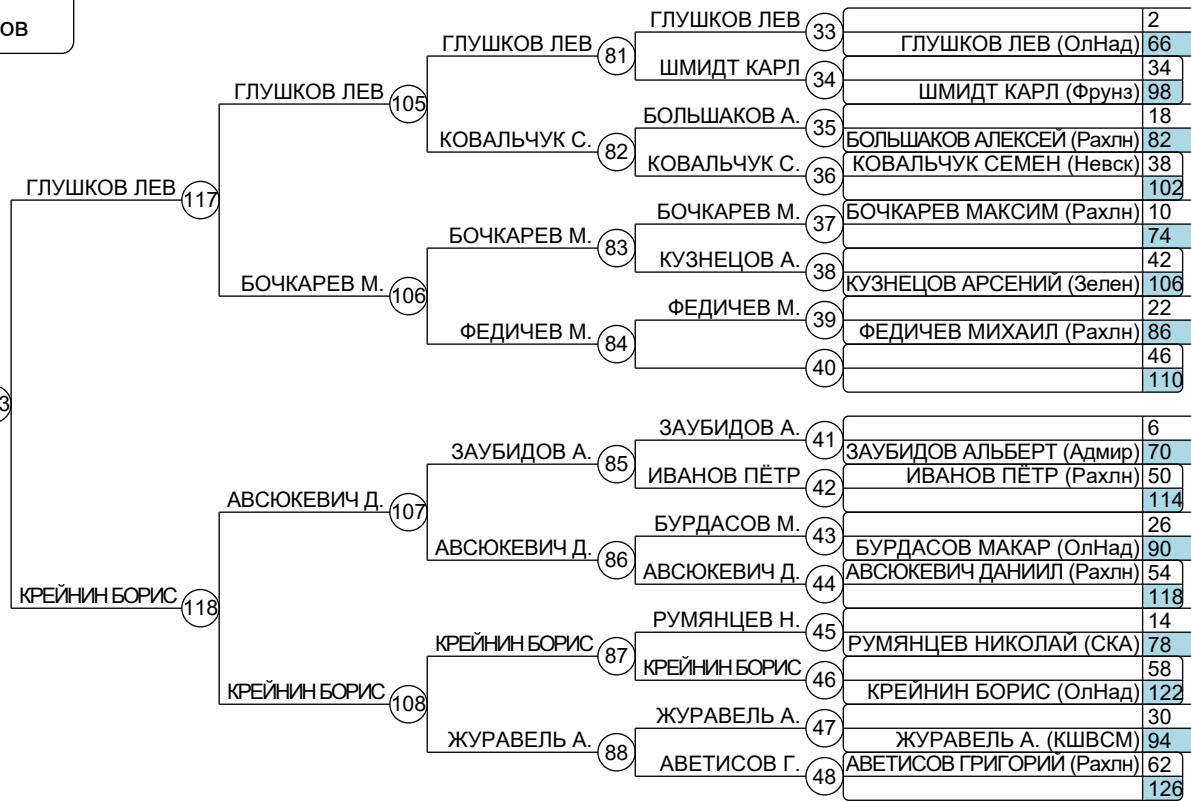 ОВ
ГЛУШКОВ ЛЕВ 33 2
ГЛУШКОВ ЛЕВ 81 ГЛУШКОВ ЛЕВ (ОлНад) 66
ШМИДТ КАРЛ 34 34
ГЛУШКОВ ЛЕВ 105 ШМИДТ КАРЛ (Фрунз) 98
БОЛЬШАКОВ А. 35 18
КОВАЛЬЧУК С. 82 БОЛЬШАКОВ АЛЕКСЕЙ (Рахлн) 82
КОВАЛЬЧУК С. 36 КОВАЛЬЧУК СЕМЕН (Невск) 38
ГЛУШКОВ ЛЕВ 117 102
БОЧКАРЕВ М. 37 БОЧКАРЕВ МАКСИМ (Рахлн) 10
БОЧКАРЕВ М. 83 74
КУЗНЕЦОВ А. 38 42
БОЧКАРЕВ М. 106 КУЗНЕЦОВ АРСЕНИЙ (Зелен) 106
ФЕДИЧЕВ М. 39 22
ФЕДИЧЕВ М. 84 ФЕДИЧЕВ МИХАИЛ (Рахлн) 86
40 46
110
3
ЗАУБИДОВ А. 41 6
ЗАУБИДОВ А. 85 ЗАУБИДОВ АЛЬБЕРТ (Адмир) 70
ИВАНОВ ПЁТР 42 ИВАНОВ ПЁТР (Рахлн) 50
АВСЮКЕВИЧ Д. 107 114
БУРДАСОВ М. 43 26
АВСЮКЕВИЧ Д. 86 БУРДАСОВ МАКАР (ОлНад) 90
АВСЮКЕВИЧ Д. 44 АВСЮКЕВИЧ ДАНИИЛ (Рахлн) 54
КРЕЙНИН БОРИС 118 118
РУМЯНЦЕВ Н. 45 14
КРЕЙНИН БОРИС 87 РУМЯНЦЕВ НИКОЛАЙ (СКА) 78
КРЕЙНИН БОРИС 46 58
КРЕЙНИН БОРИС 108 КРЕЙНИН БОРИС (ОлНад) 122
ЖУРАВЕЛЬ А. 47 30
ЖУРАВЕЛЬ А. 88 ЖУРАВЕЛЬ А. (КШВСМ) 94
АВЕТИСОВ Г. 48 АВЕТИСОВ ГРИГОРИЙ (Рахлн) 62
126